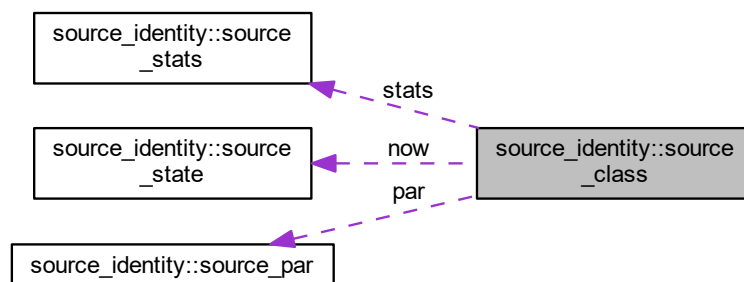 source_identity::source
_stats
stats
source_identity::source
_state
now
source_identity::source
_class
par
source_identity::source_par